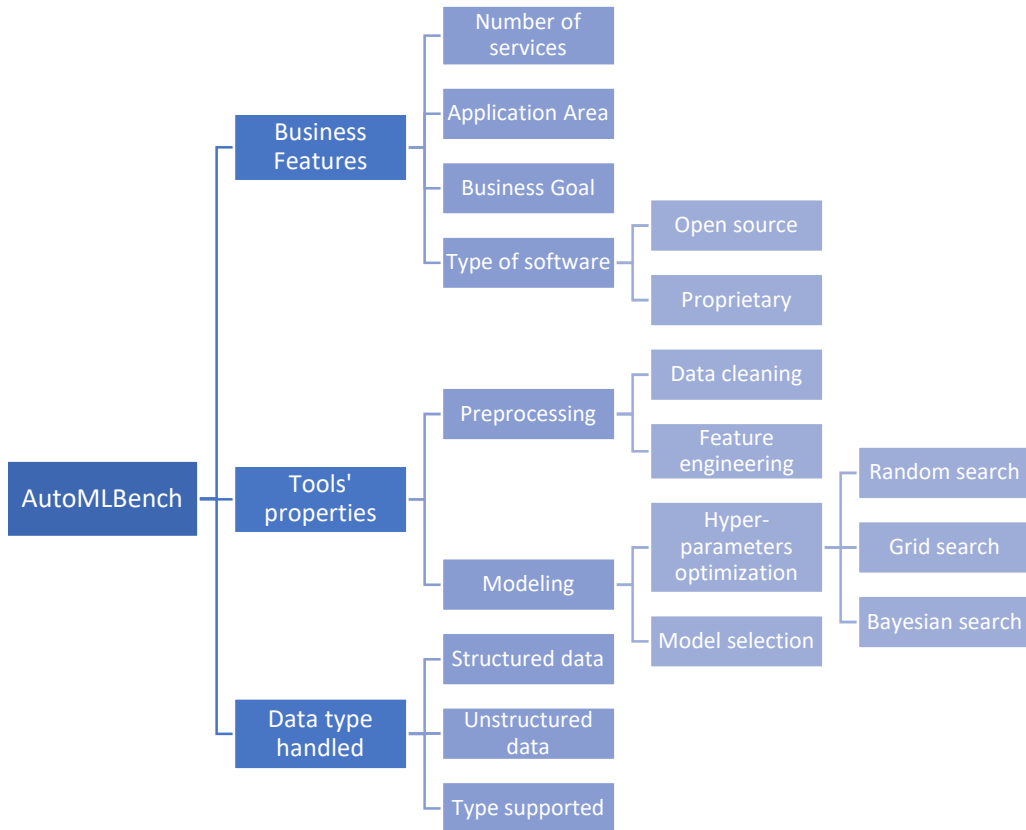 Number of
services
Application Area
Business
Features
Business Goal
Type of software
Open source
Proprietary
Data cleaning
Preprocessing
Feature
engineering
AutoMLBench
Tools'
properties
Random search
Hyper-
parameters
optimization
Grid search
Modeling
Bayesian search
Model selection
Structured data
Data type
handled
Unstructured
data
Type supported